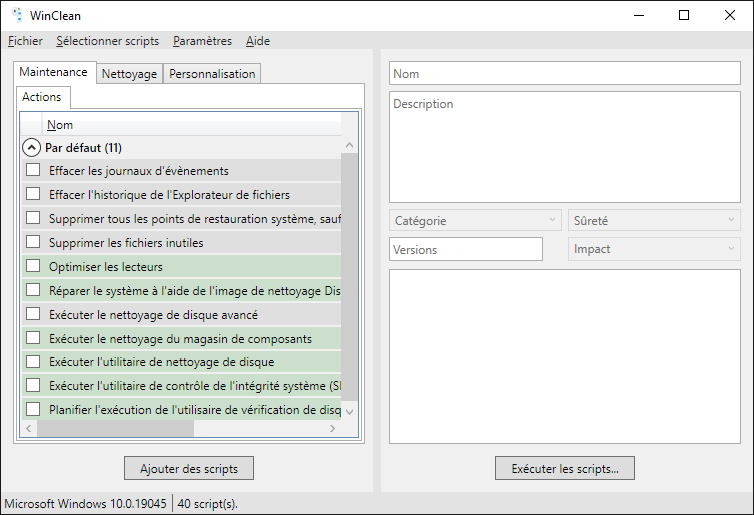 WinClean
Fichier Sélectionner scripts Paramètres Aide
Maintenance Nettoyage Personnalisation
Actions
Nom
Par défaut (11)
Effacer les journaux d'évènements
Effacer l'historique de l'Explorateur de fichiers
Supprimer tous les points de restauration système, sauf
Supprimer les fichiers inutiles
Optimiser les lecteurs
Réparer le système à l'aide de l'image de nettoyage Dis
Exécuter le nettoyage de disque avancé
Exécuter le nettoyage du magasin de composants
Exécuter l'utilitaire de nettoyage de disque
Exécuter l'utilitaire de contrôle de l'intégrité système (S
Planifier l'exécution de l'utilisaire de vérification de disq
Ajouter des scripts
Nom
Description
Catégorie Sûreté
Versions Impact
Exécuter les scripts...
Microsoft Windows 10.0.19045 40 script(s).